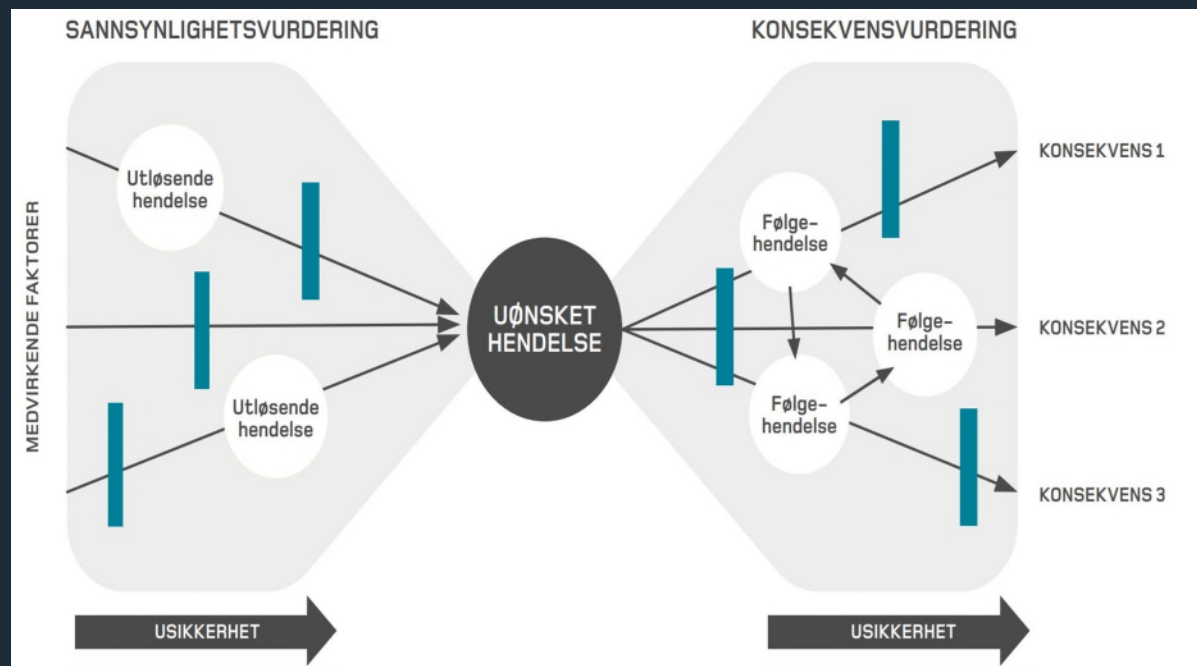 SANNSYNLIGHETSVURDERING
KONSEKVENSVURDERING
MEDVIRKENDE FAKTORER
Utløsende
hendelse
Utløsende
hendelse
UØNSKET
HENDELSE
Følge-
hendelse
Følge-
hendelse
Følge-
hendelse
KONSEKVENS 1
KONSEKVENS 2
KONSEKVENS 3
USIKKERHET
USIKKERHET